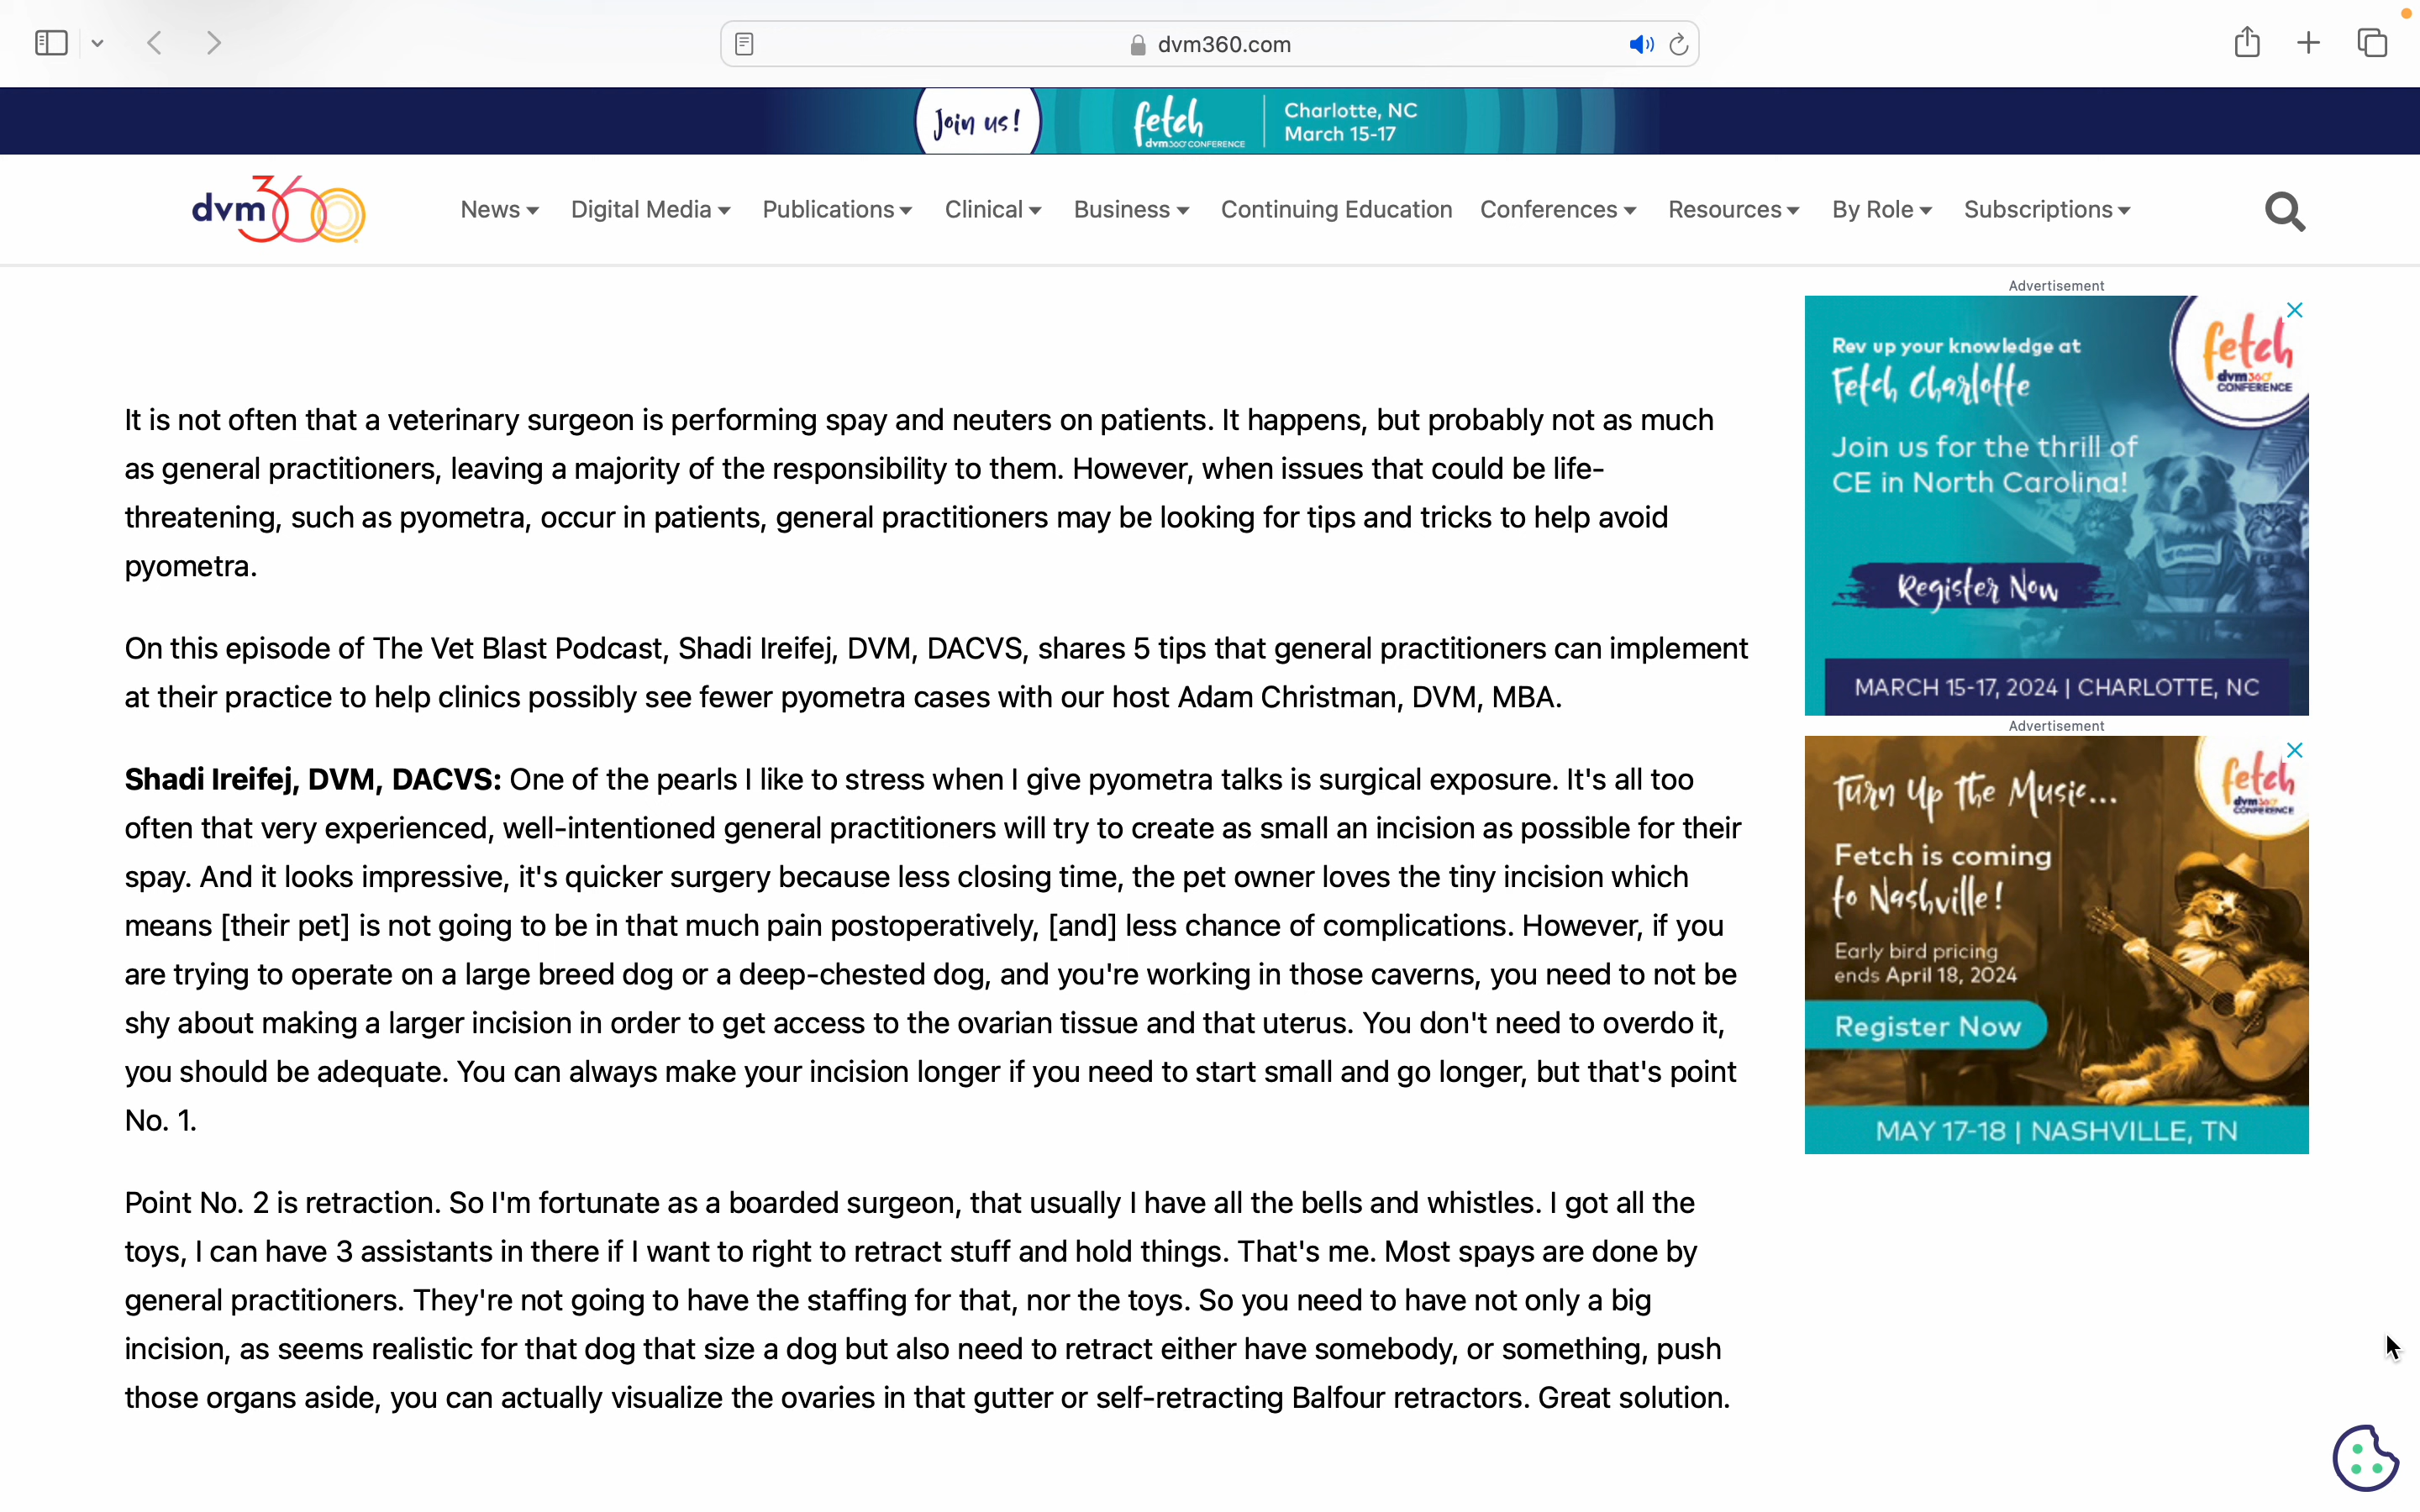 dvm360.com
Join us!
fetch
dvm360 CONFERENCE
Charlotte, NC
March 15-17
dvm360
News
Digital Media
Publications
Clinical
Business
Continuing Education
Conferences
Resources
By Role
Subscriptions
It is not often that a veterinary surgeon is performing spay and neuters on patients. It happens, but probably not as much
as general practitioners, leaving a majority of the responsibility to them. However, when issues that could be life-
threatening, such as pyometra, occur in patients, general practitioners may be looking for tips and tricks to help avoid
pyometra.
On this episode of The Vet Blast Podcast, Shadi Ireifej, DVM, DACVS, shares 5 tips that general practitioners can implement
at their practice to help clinics possibly see fewer pyometra cases with our host Adam Christman, DVM, MBA.
Shadi Ireifej, DVM, DACVS: One of the pearls I like to stress when I give pyometra talks is surgical exposure. It's all too
often that very experienced, well-intentioned general practitioners will try to create as small an incision as possible for their
spay. And it looks impressive, it's quicker surgery because less closing time, the pet owner loves the tiny incision which
means [their pet] is not going to be in that much pain postoperatively, [and] less chance of complications. However, if you
are trying to operate on a large breed dog or a deep-chested dog, and you're working in those caverns, you need to not be
shy about making a larger incision in order to get access to the ovarian tissue and that uterus. You don't need to overdo it,
you should be adequate. You can always make your incision longer if you need to start small and go longer, but that's point
No. 1.
Point No. 2 is retraction. So I'm fortunate as a boarded surgeon, that usually I have all the bells and whistles. I got all the
toys, I can have 3 assistants in there if I want to right to retract stuff and hold things. That's me. Most spays are done by
general practitioners. They're not going to have the staffing for that, nor the toys. So you need to have not only a big
incision, as seems realistic for that dog that size a dog but also need to retract either have somebody, or something, push
those organs aside, you can actually visualize the ovaries in that gutter or self-retracting Balfour retractors. Great solution.
Advertisement
Rev up your knowledge at
Fetch Charlotte
fetch
dvm360
CONFERENCE
Join us for the thrill of
CE in North Carolina!
Register Now
MARCH 15-17, 2024 | CHARLOTTE, NC
Advertisement
Turn Up the Music...
fetch
dvm360
CONFERENCE
Fetch is coming
to Nashville!
Early bird pricing
ends April 18, 2024
Register Now
MAY 17-18 | NASHVILLE, TN